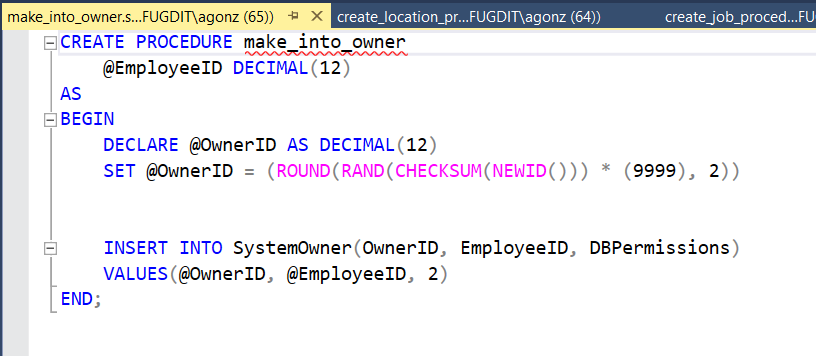 make_into_owner.s...FUGDIT\agonz (65)) create_location_pr...FUGDIT\agonz (64)) create_job_proced...FU
CREATE PROCEDURE make_into_owner
@EmployeeID DECIMAL(12)
AS
BEGIN
DECLARE @OwnerID AS DECIMAL(12)
SET @OwnerID = (ROUND(RAND(CHECKSUM(NEWID())) * (9999), 2))
INSERT INTO SystemOwner(OwnerID, EmployeeID, DBPermissions)
VALUES(@OwnerID, @EmployeeID, 2)
END;